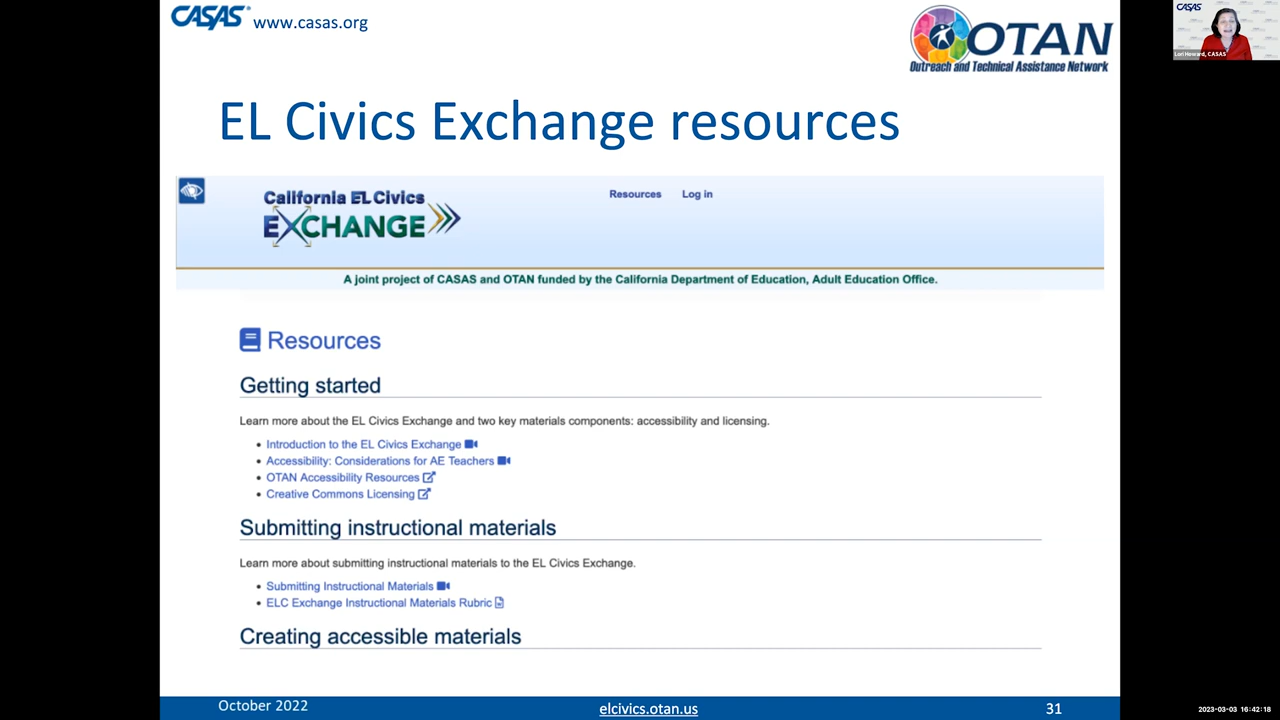 CASAS www.casas.org
OTAN
Outreach and Technical Assistance Network
CASAS
Lori Howard, CASAS
EL Civics Exchange resources
California EL Civics
EXCHANGE
Resources Log in
A joint project of CASAS and OTAN funded by the California Department of Education, Adult Education Office.
Resources
Getting started
Learn more about the EL Civics Exchange and two key materials components: accessibility and licensing.
• Introduction to the EL Civics Exchange
• Accessibility: Considerations for AE Teachers
• OTAN Accessibility Resources
• Creative Commons Licensing
Submitting instructional materials
Learn more about submitting instructional materials to the EL Civics Exchange.
• Submitting Instructional Materials
• ELC Exchange Instructional Materials Rubric
Creating accessible materials
October 2022 elcivics.otan.us 31
2023-03-03 16:42:18